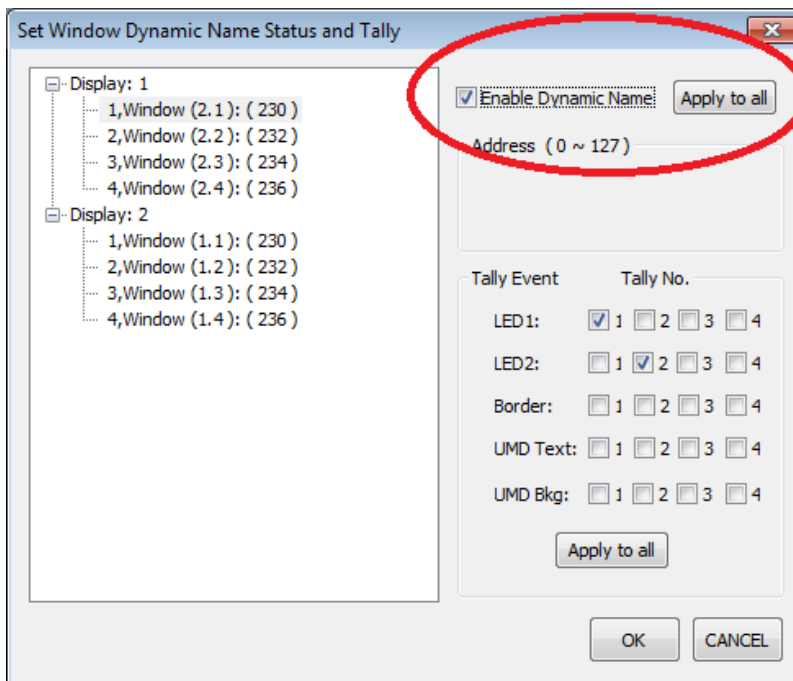 Set Window Dynamic Name Status and Tally
Display: 1
1,Window (2.1): ( 230 )
2,Window (2.2): ( 232 )
3,Window (2.3): ( 234 )
4,Window (2.4): ( 236 )
Display: 2
1,Window (1.1): ( 230 )
2,Window (1.2): ( 232 )
3,Window (1.3): ( 234 )
4,Window (1.4): ( 236 )
Enable Dynamic Name Apply to all
Address ( 0 ~ 127 )
Tally Event Tally No.
LED1: 1 2 3 4
LED2: 1 2 3 4
Border: 1 2 3 4
UMD Text: 1 2 3 4
UMD Bkg: 1 2 3 4
Apply to all
OK CANCEL